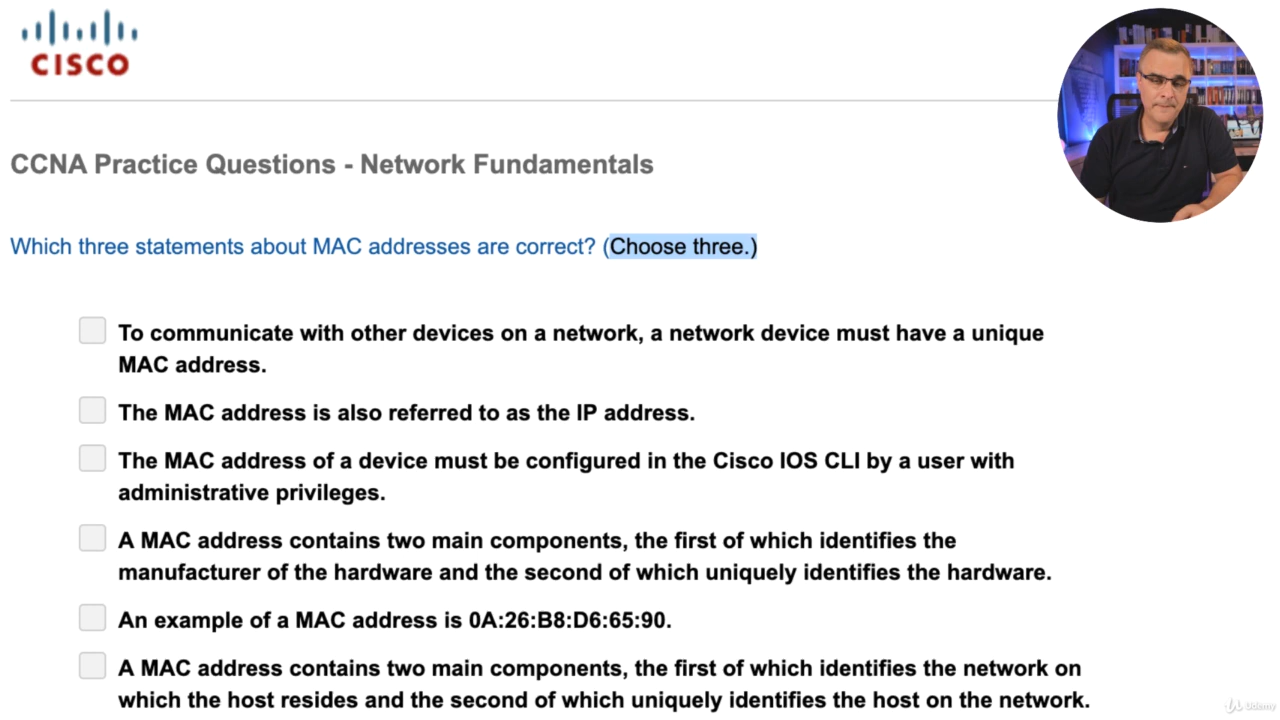 CISCO
CCNA Practice Questions - Network Fundamentals
Which three statements about MAC addresses are correct? (Choose three.)
To communicate with other devices on a network, a network device must have a unique
MAC address.
The MAC address is also referred to as the IP address.
The MAC address of a device must be configured in the Cisco IOS CLI by a user with
administrative privileges.
A MAC address contains two main components, the first of which identifies the
manufacturer of the hardware and the second of which uniquely identifies the hardware.
An example of a MAC address is 0A:26:B8:D6:65:90.
A MAC address contains two main components, the first of which identifies the network on
which the host resides and the second of which uniquely identifies the host on the network.
Udemy